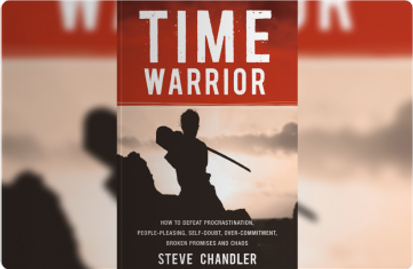 TIME
WARRIOR
HOW TO DEFEAT PROCRASTINATION,
PEOPLE-PLEASING, SELF-DOUBT, OVER-COMMITMENT,
BROKEN PROMISES AND CHAOS
STEVE CHANDLER